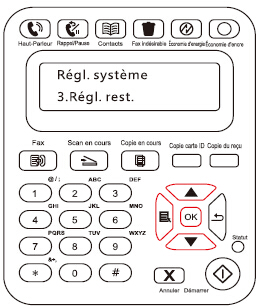 Haut-Parleur Rappel/Pause Contacts Fax indésirable Économie d'énergie Économie d'encre
Régl. système
3.Régl. rest.
Fax Scan en cours Copie en cours Copie carte ID Copie du reçu
@/: ABC DEF
1 2 3
GHI JKL MNO
4 5 6
OK
PQRS TUV WXYZ
7 8 9
Statut
&+,
* 0 #
X
Annuler Démarrer